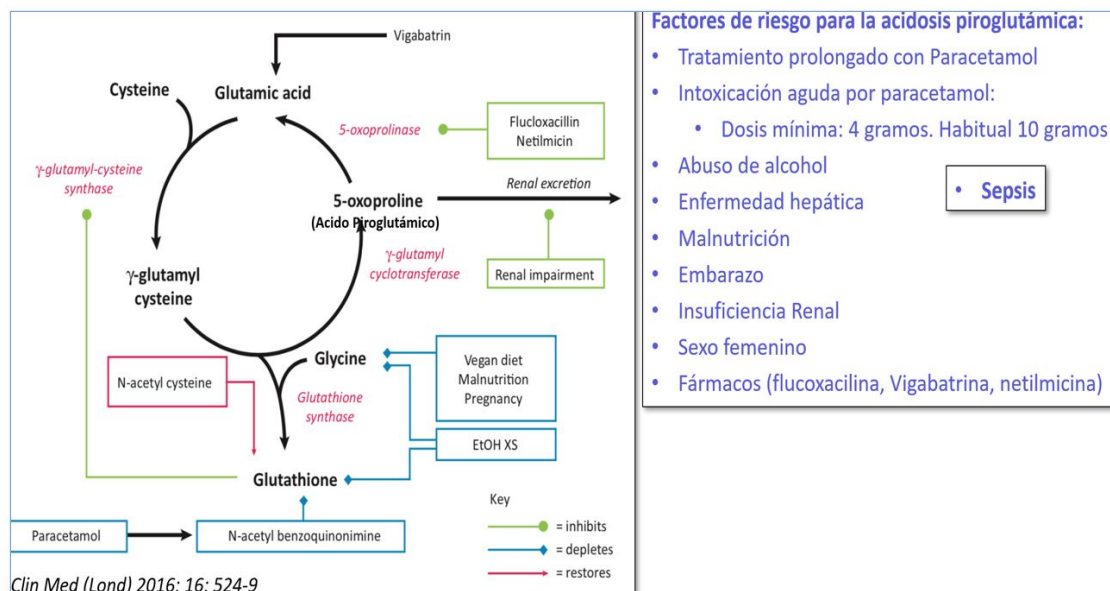 Vigabatrin
Cysteine
Glutamic acid
5-oxoprolinase
Flucloxacillin
Netilmicin
γ-glutamyl-cysteine
synthase
Renal excretion
5-oxoproline
(Acido Piroglutámico)
γ-glutamyl
cyclotransferase
Renal impairment
γ-glutamyl
cysteine
Glycine
Vegan diet
Malnutrition
Pregnancy
N-acetyl cysteine
Glutathione
synthase
EtOH XS
Glutathione
Key
= inhibits
= depletes
= restores
Paracetamol
N-acetyl benzoquinonimine
Clin Med (Lond) 2016; 16: 524-9
Factores de riesgo para la acidosis piroglutámica:
• Tratamiento prolongado con Paracetamol
• Intoxicación aguda por paracetamol:
• Dosis mínima: 4 gramos. Habitual 10 gramos
• Abuso de alcohol
• Enfermedad hepática
• Malnutrición
• Embarazo
• Insuficiencia Renal
• Sexo femenino
• Fármacos (flucoxacilina, Vigabatrina, netilmicina)
• Sepsis